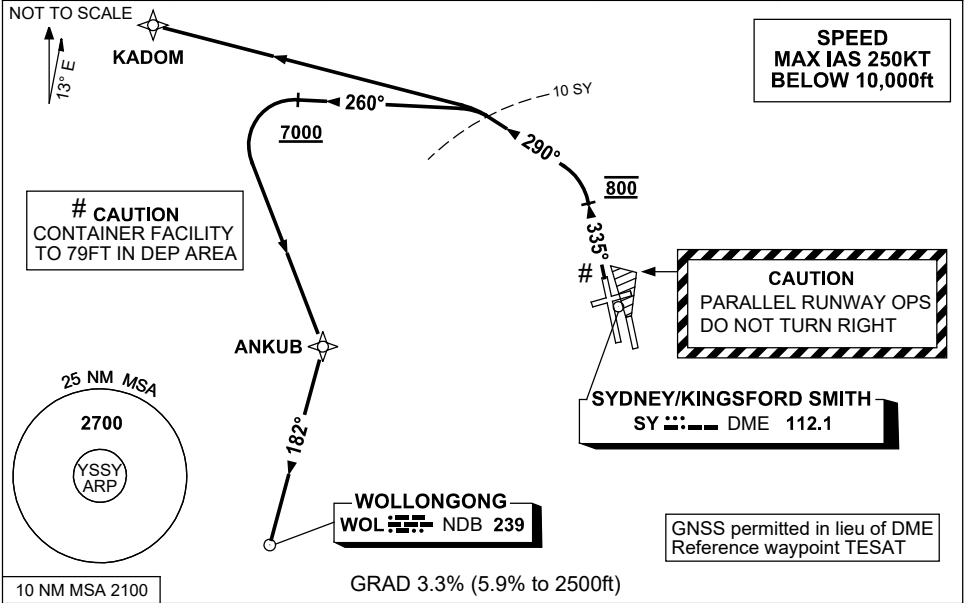 NOT TO SCALE
13° E
KADOM
SPEED
MAX IAS 250KT
BELOW 10,000ft
10 SY
260°
7000
290°
800
335°
# CAUTION
CONTAINER FACILITY
TO 79FT IN DEP AREA
#
CAUTION
PARALLEL RUNWAY OPS
DO NOT TURN RIGHT
ANKUB
SYDNEY/KINGSFORD SMITH
SY DME 112.1
25 NM MSA
2700
YSSY
ARP
182°
WOLLONGONG
WOL NDB 239
GNSS permitted in lieu of DME
Reference waypoint TESAT
10 NM MSA 2100
GRAD 3.3% (5.9% to 2500ft)